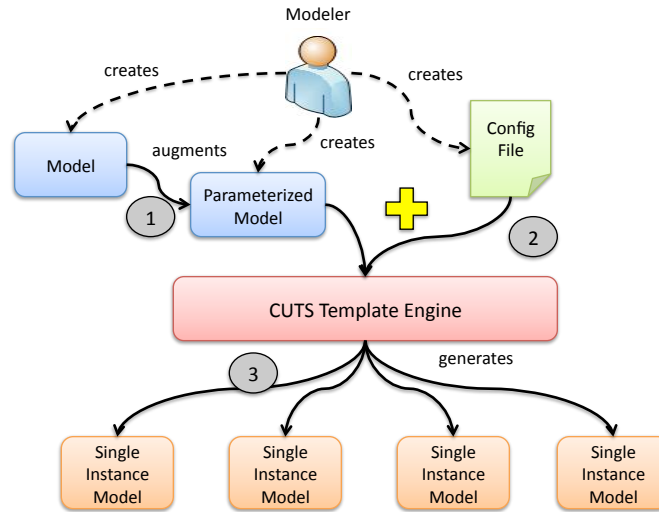 Modeler
creates
creates
Config
File
creates
augments
Model
Parameterized
Model
1
2
CUTS Template Engine
generates
3
Single
Instance
Model
Single
Instance
Model
Single
Instance
Model
Single
Instance
Model